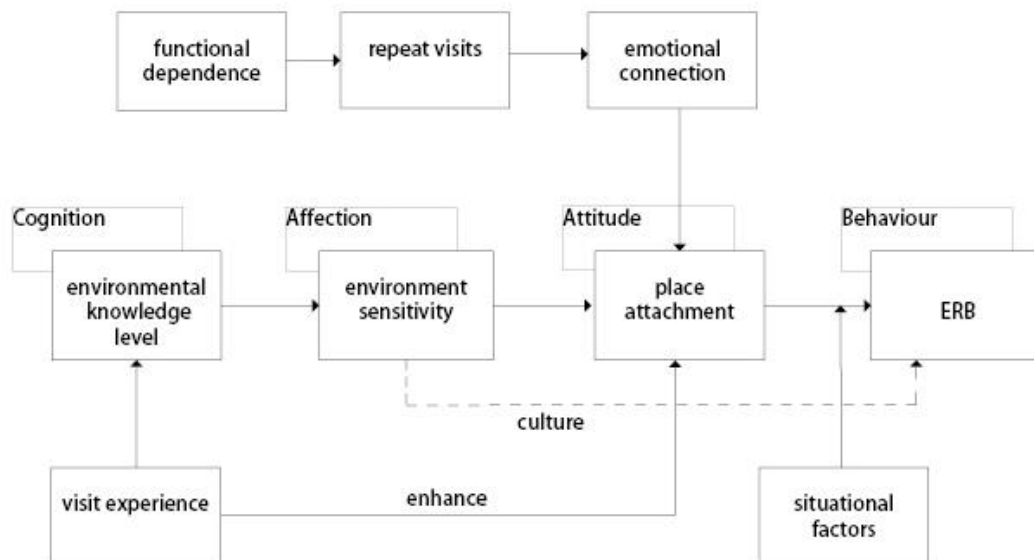 functional
dependence
repeat visits
emotional
connection
Cognition
Affection
Attitude
Behaviour
environmental
knowledge
level
environment
sensitivity
place
attachment
ERB
culture
visit experience
enhance
situational
factors